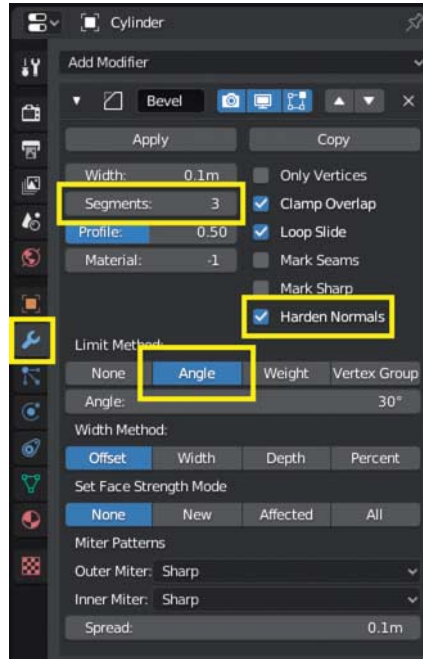 Cylinder
Add Modifier
Bevel
Apply Copy
Width: 0.1m Only Vertices
Segments: 3 Clamp Overlap
Profile: 0.50 Loop Slide
Material: -1 Mark Seams
Mark Sharp
Harden Normals
Limit Method:
None Angle Weight Vertex Group
Angle: 30°
Width Method:
Offset Width Depth Percent
Set Face Strength Mode
None New Affected All
Miter Patterns
Outer Miter: Sharp
Inner Miter: Sharp
Spread: 0.1m